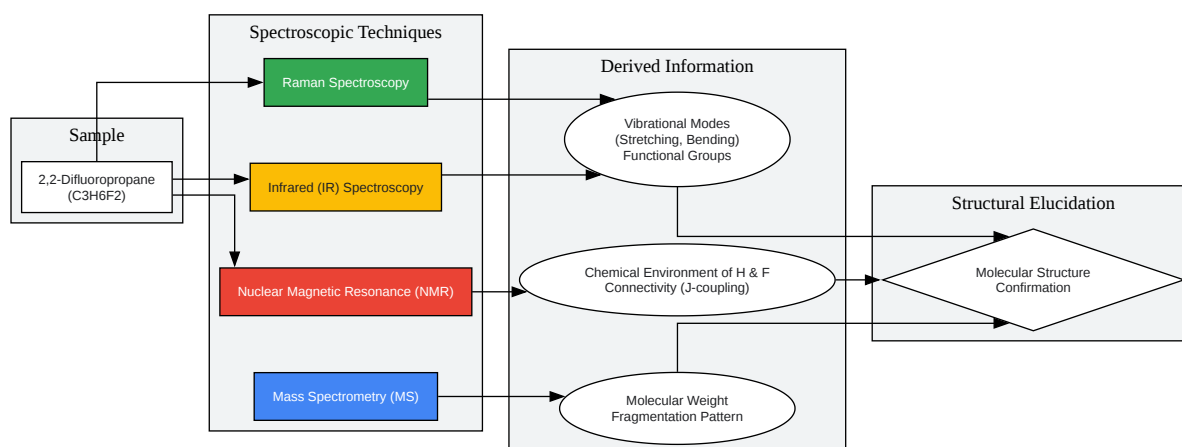 Spectroscopic Techniques
Raman Spectroscopy
Derived Information
Sample
Vibrational Modes
(Stretching, Bending)
Functional Groups
2,2-Difluoropropane
(C3H6F2)
Infrared (IR) Spectroscopy
Structural Elucidation
Nuclear Magnetic Resonance (NMR)
Chemical Environment of H & F
Connectivity (J-coupling)
Molecular Structure
Confirmation
Mass Spectrometry (MS)
Molecular Weight
Fragmentation Pattern